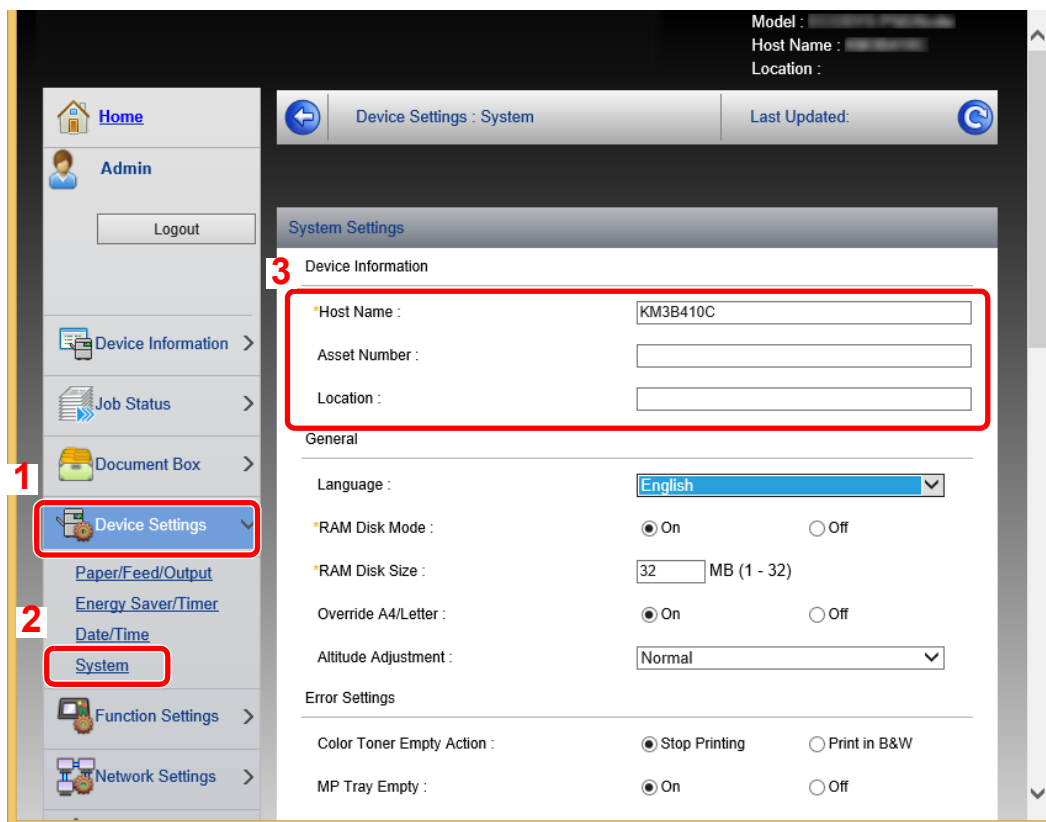 Model :
Host Name :
Location :
Home
Device Settings : System
Last Updated:
Admin
Logout
System Settings
3
Device Information
*Host Name : KM3B410C
Asset Number :
Location :
Device Information
Job Status
Document Box
1
Device Settings
Paper/Feed/Output
Energy Saver/Timer
2
Date/Time
System
Function Settings
Network Settings
General
Language : English
*RAM Disk Mode : On Off
*RAM Disk Size : 32 MB (1 - 32)
Override A4/Letter : On Off
Altitude Adjustment : Normal
Error Settings
Color Toner Empty Action : Stop Printing Print in B&W
MP Tray Empty : On Off